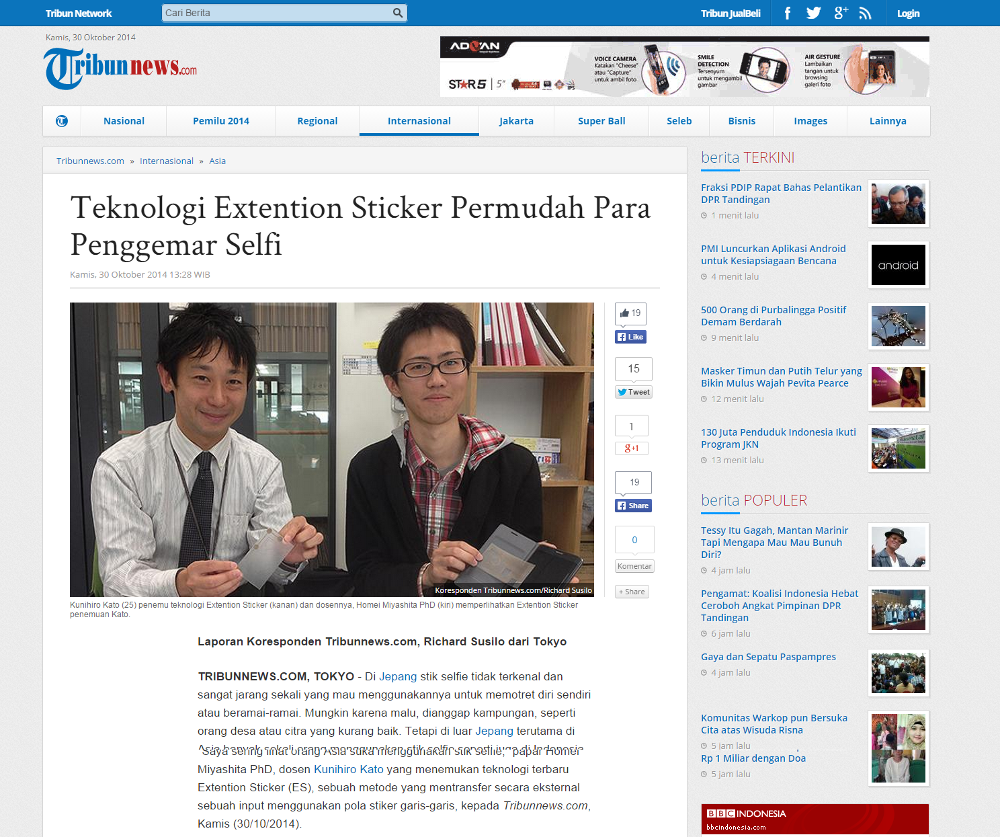 Tribun Network
Cari Berita
Tribun JualBeli
Login
Kamis, 30 Oktober 2014
Tribunnews.com
ADVAN
STAR 5 | 5"
VOICE CAMERA
Katakan "Cheese"
atau "Capture"
untuk ambil foto
SMILE
DETECTION
Tersenyum
untuk mengambil
gambar
AIR GESTURE
Lambaikan
tangan untuk
browsing
galeri foto
Nasional
Pemilu 2014
Regional
Internasional
Jakarta
Super Ball
Seleb
Bisnis
Images
Lainnya
Tribunnews.com » Internasional » Asia
Teknologi Extention Sticker Permudah Para
Penggemar Selfi
Kamis, 30 Oktober 2014 13:28 WIB
19
Like
15
Tweet
1
g+1
19
Share
0
Komentar
+ Share
Koresponden Tribunnews.com/Richard Susilo
Kunihiro Kato (25) penemu teknologi Extention Sticker (kanan) dan dosennya, Homei Miyashita PhD (kiri) memperlihatkan Extention Sticker
penemuan Kato.
Laporan Koresponden Tribunnews.com, Richard Susilo dari Tokyo
TRIBUNNEWS.COM, TOKYO - Di Jepang stik selfie tidak terkenal dan
sangat jarang sekali yang mau menggunakannya untuk memotret diri sendiri
atau beramai-ramai. Mungkin karena malu, dianggap kampungan, seperti
orang desa atau citra yang kurang baik. Tetapi di luar Jepang terutama di
"Saya sering lihat orang Asia suka menggunakan stik selfie," papar Homei
Miyashita PhD, dosen Kunihiro Kato yang menemukan teknologi terbaru
Extention Sticker (ES), sebuah metode yang mentransfer secara eksternal
sebuah input menggunakan pola stiker garis-garis, kepada Tribunnews.com,
Kamis (30/10/2014).
berita TERKINI
Fraksi PDIP Rapat Bahas Pelantikan
DPR Tandingan
1 menit lalu
PMI Luncurkan Aplikasi Android
untuk Kesiapsiagaan Bencana
4 menit lalu
android
500 Orang di Purbalingga Positif
Demam Berdarah
9 menit lalu
Masker Timun dan Putih Telur yang
Bikin Mulus Wajah Pevita Pearce
12 menit lalu
130 Juta Penduduk Indonesia Ikuti
Program JKN
13 menit lalu
berita POPULER
Tessy Itu Gagah, Mantan Marinir
Tapi Mengapa Mau Mau Bunuh
Diri?
4 jam lalu
Pengamat: Koalisi Indonesia Hebat
Ceroboh Angkat Pimpinan DPR
Tandingan
6 jam lalu
Gaya dan Sepatu Paspampres
4 jam lalu
Komunitas Warkop pun Bersuka
Cita atas Wisuda Risna
5 jam lalu
Rp 1 Miliar dengan Doa
5 jam lalu
BBC INDONESIA
bbcindonesia.com